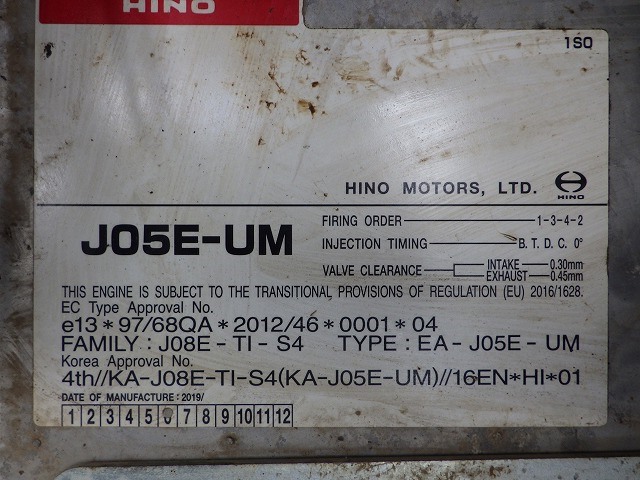 HINO
1SO
HINO MOTORS, LTD. HINO
J05E-UM
FIRING ORDER 1-3-4-2
INJECTION TIMING B.T.D.C. 0°
VALVE CLEARANCE INTAKE 0.30mm
EXHAUST 0.45mm
THIS ENGINE IS SUBJECT TO THE TRANSITIONAL PROVISIONS OF REGULATION (EU) 2016/1628.
EC Type Approval No.
e13*97/68QA*2012/46*0001*04
FAMILY : J08E-TI-S4 TYPE : EA-J05E-UM
Korea Approval No.
4th//KA-J08E-TI-S4(KA-J05E-UM)//16EN*HI*01
DATE OF MANUFACTURE : 2019/
1 2 3 4 5 6 7 8 9 10 11 12